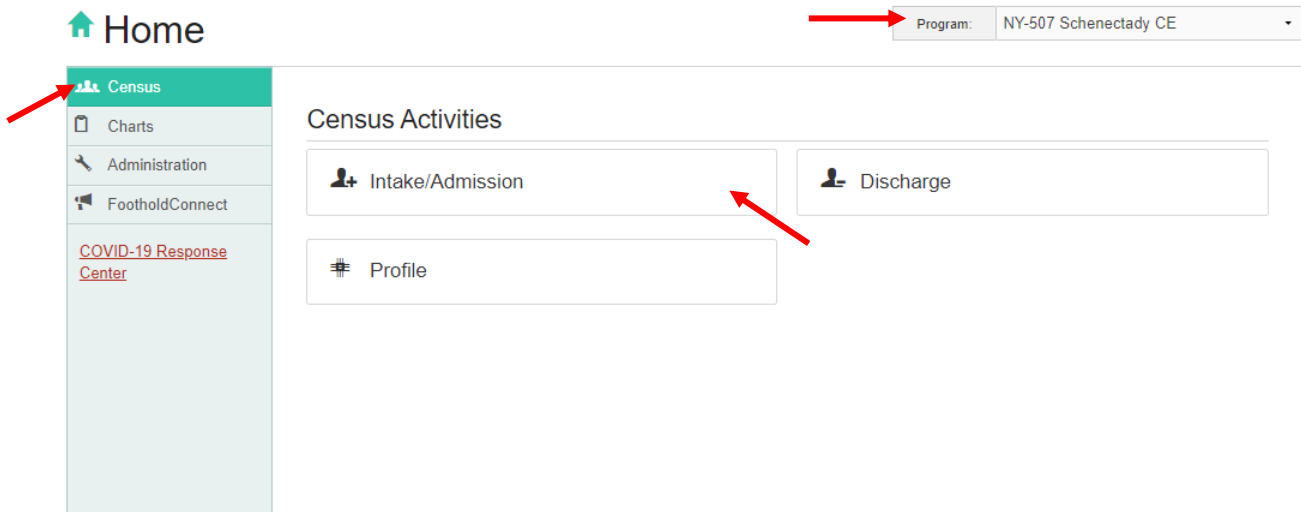 Home
Program: NY-507 Schenectady CE
Census
Charts
Administration
FootholdConnect
COVID-19 Response
Center
Census Activities
Intake/Admission
Discharge
Profile